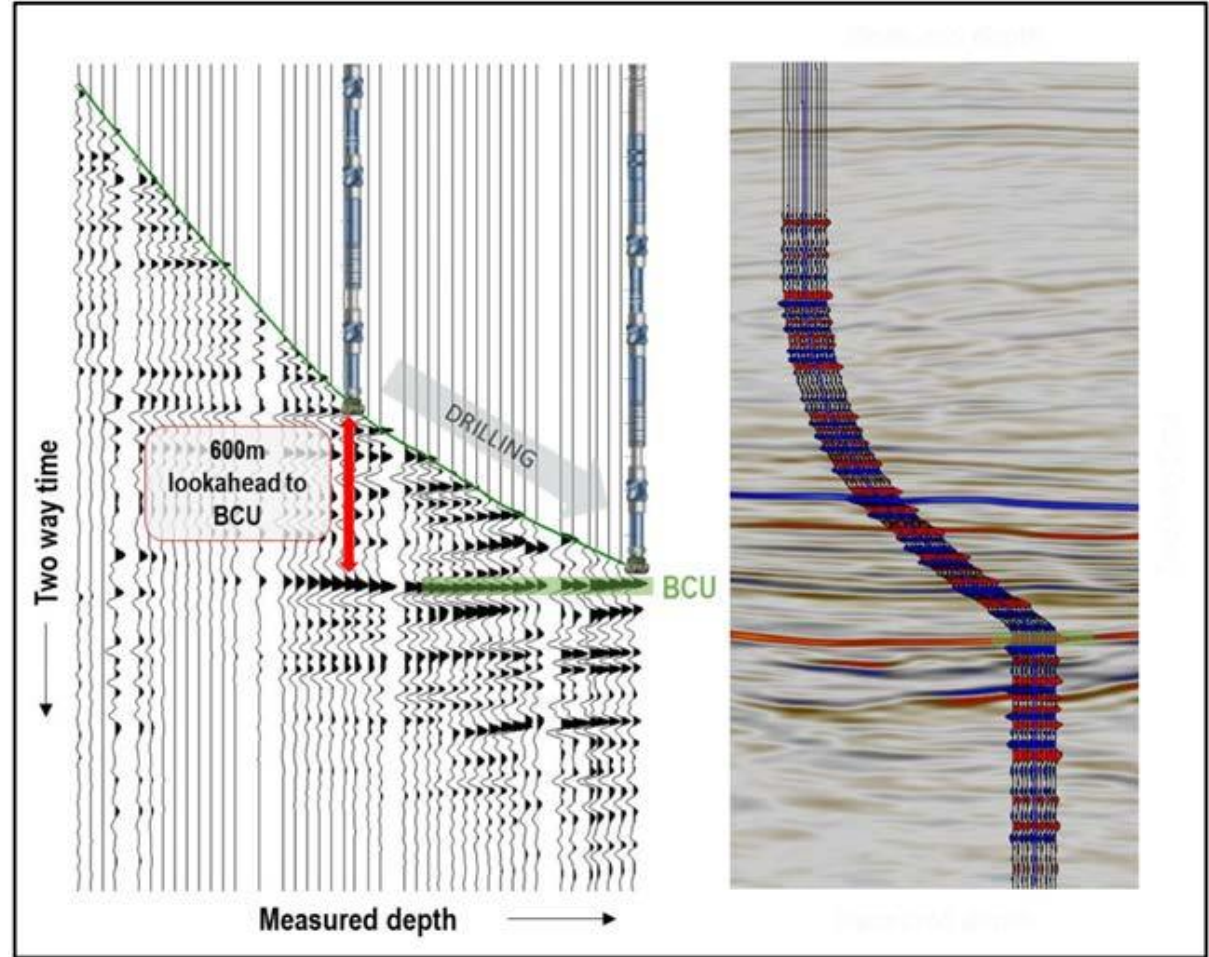 DRILLING
600m
lookahead to
BCU
BCU
Two way time
Measured depth